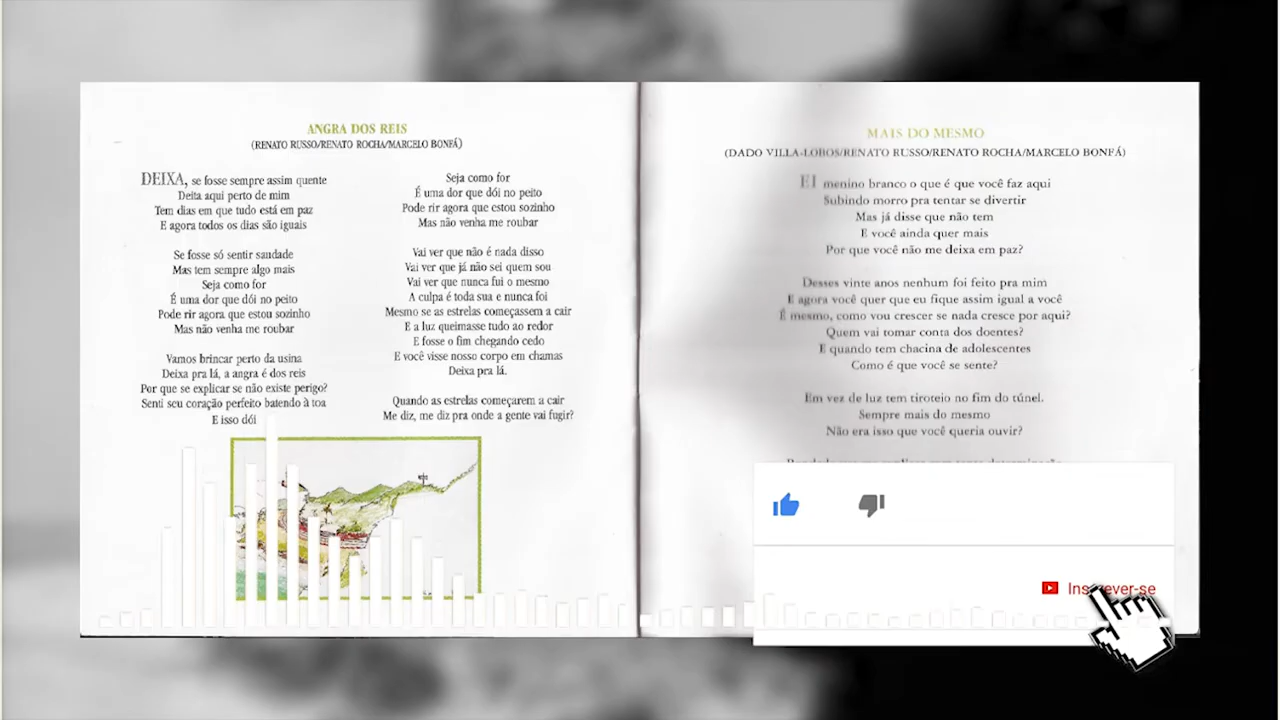 ANGRA DOS REIS
(RENATO RUSSO/RENATO ROCHA/MARCELO BONFÁ)
DEIXA, se fosse sempre assim quente
Deita aqui perto de mim
Tem dias em que tudo está em paz
E agora todos os dias são iguais
Se fosse só sentir saudade
Mas tem sempre algo mais
Seja como for
É uma dor que dói no peito
Pode rir agora que estou sozinho
Mas não venha me roubar
Vamos brincar perto da usina
Deixa pra lá, a angra é dos reis
Por que se explicar se não existe perigo?
Senti seu coração perfeito batendo à toa
E isso dói
Seja como for
É uma dor que dói no peito
Pode rir agora que estou sozinho
Mas não venha me roubar
Vai ver que não é nada disso
Vai ver que já não sei quem sou
Vai ver que nunca fui o mesmo
A culpa é toda sua e nunca foi
Mesmo se as estrelas começassem a cair
E a luz queimasse tudo ao redor
E fosse o fim chegando cedo
E você visse nosso corpo em chamas
Deixa pra lá.
Quando as estrelas começarem a cair
Me diz, me diz pra onde a gente vai fugir?
MAIS DO MESMO
(DADO VILLA-LOBOS/RENATO RUSSO/RENATO ROCHA/MARCELO BONFÁ)
EI menino branco o que é que você faz aqui
Subindo morro pra tentar se divertir
Mas já disse que não tem
E você ainda quer mais
Por que você não me deixa em paz?
Desses vinte anos nenhum foi feito pra mim
E agora você quer que eu fique assim igual a você
É mesmo, como vou crescer se nada cresce por aqui?
Quem vai tomar conta dos doentes?
E quando tem chacina de adolescentes
Como é que você se sente?
Em vez de luz tem tiroteio no fim do túnel.
Sempre mais do mesmo
Não era isso que você queria ouvir?
Inscrever-se